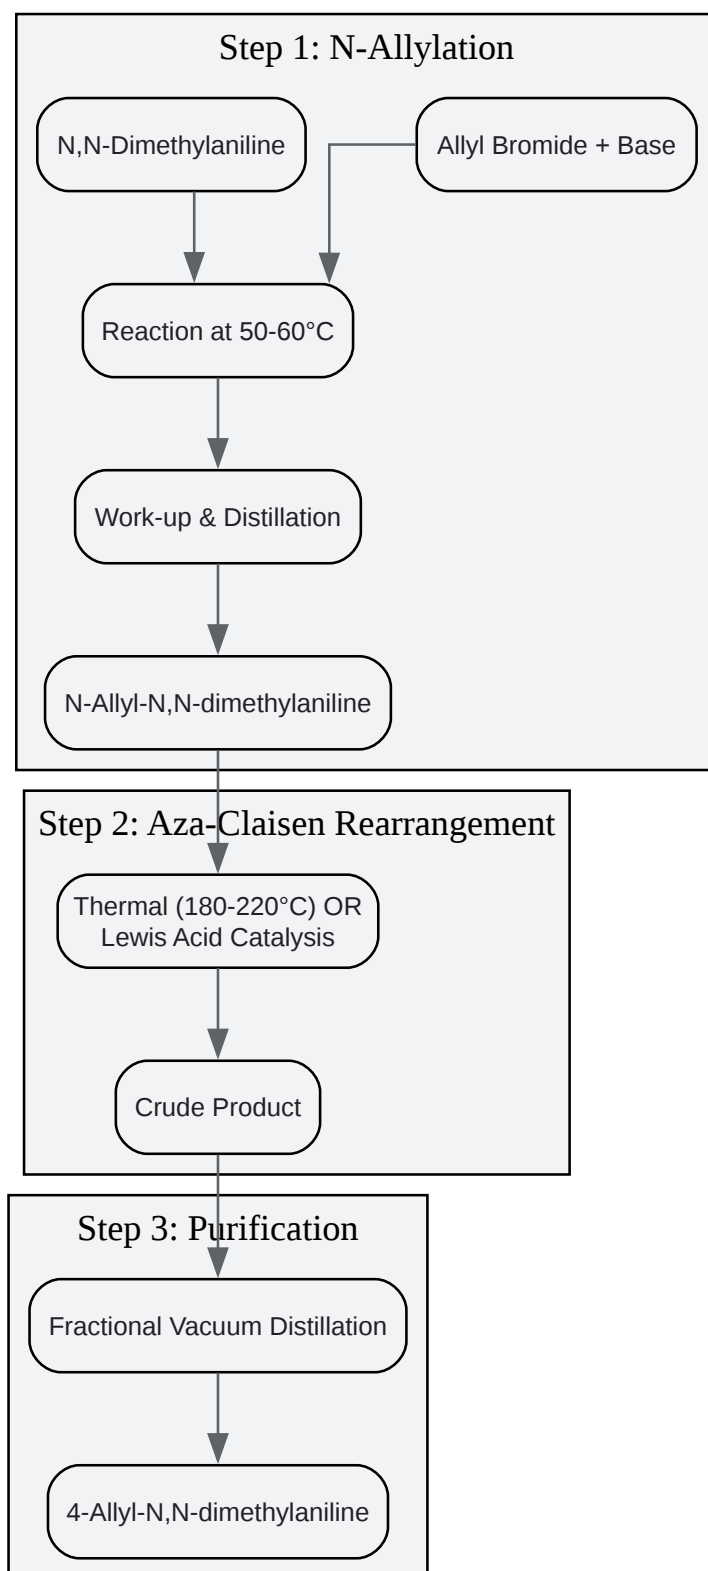 Step 1: N-Allylation
N,N-Dimethylaniline
Allyl Bromide + Base
Reaction at 50-60°C
Work-up & Distillation
N-Allyl-N,N-dimethylaniline
Step 2: Aza-Claisen Rearrangement
Thermal (180-220°C) OR
Lewis Acid Catalysis
Crude Product
Step 3: Purification
Fractional Vacuum Distillation
4-Allyl-N,N-dimethylaniline